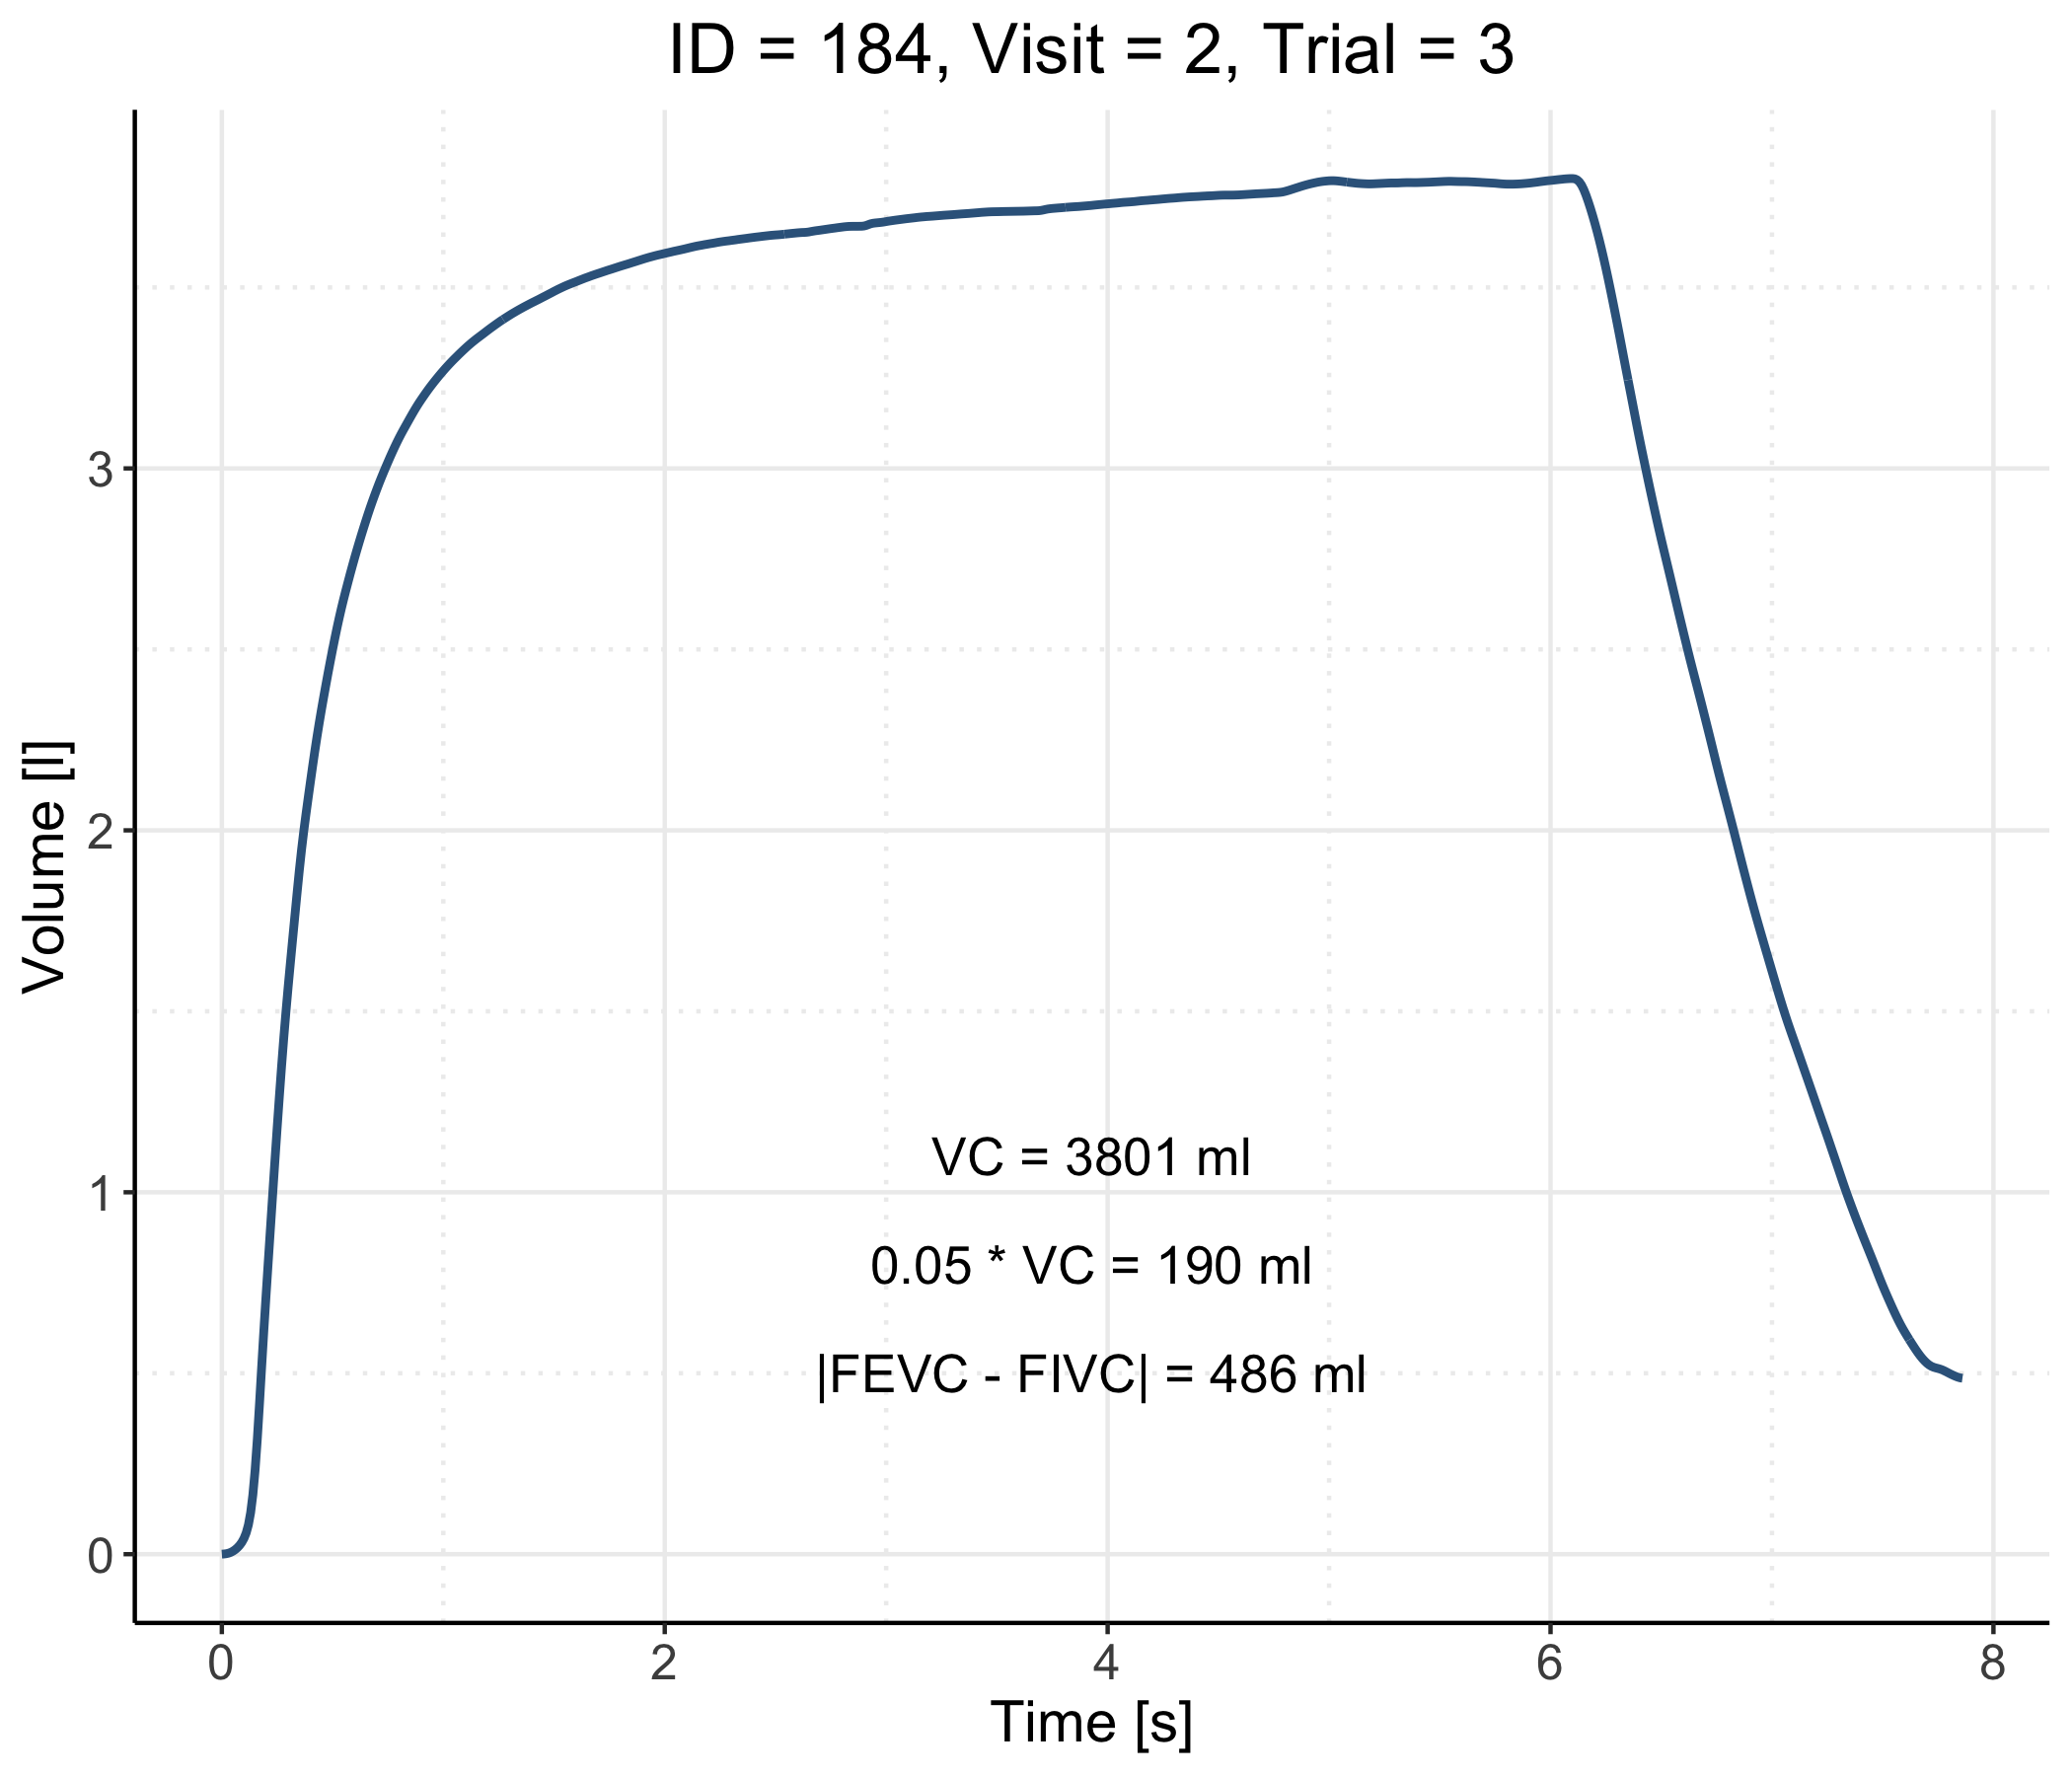 ID = 184, Visit = 2, Trial = 3
Volume [l]
3
2
1
0
VC = 3801 ml
0.05 * VC = 190 ml
|FEVC - FIVC| = 486 ml
0 2 4 6 8
Time [s]